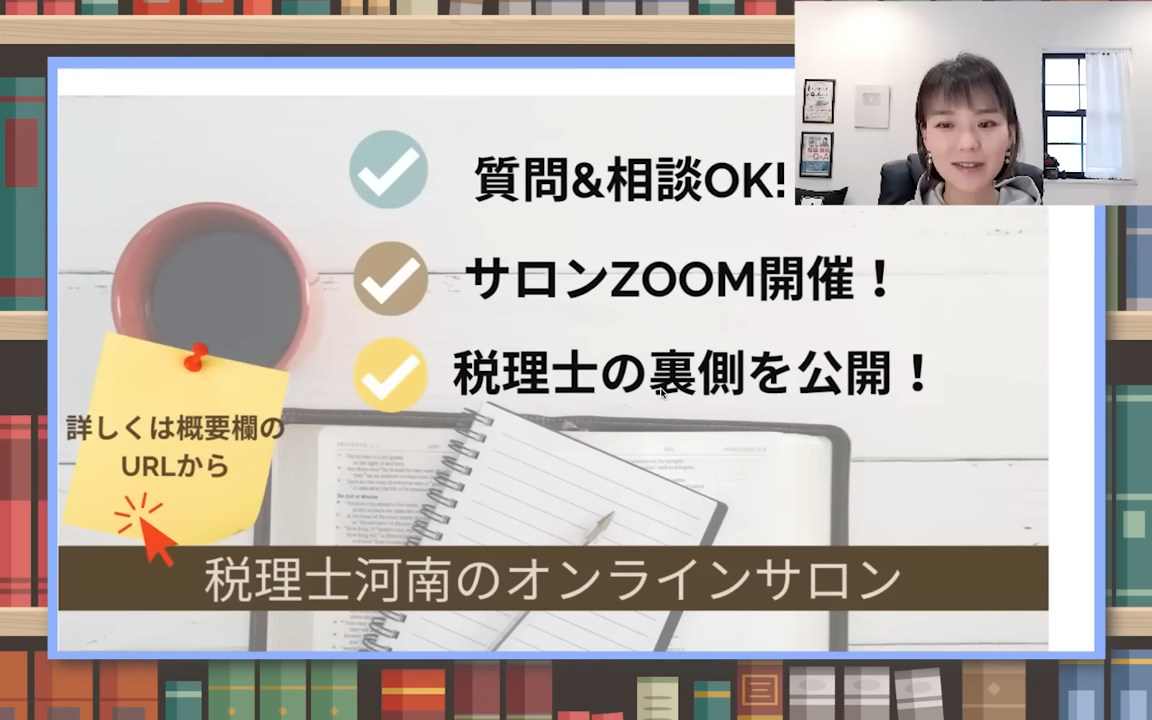 質問&相談OK!
サロンZOOM開催！
税理士の裏側を公開！
詳しくは概要欄の
URLから
税理士河南のオンラインサロン